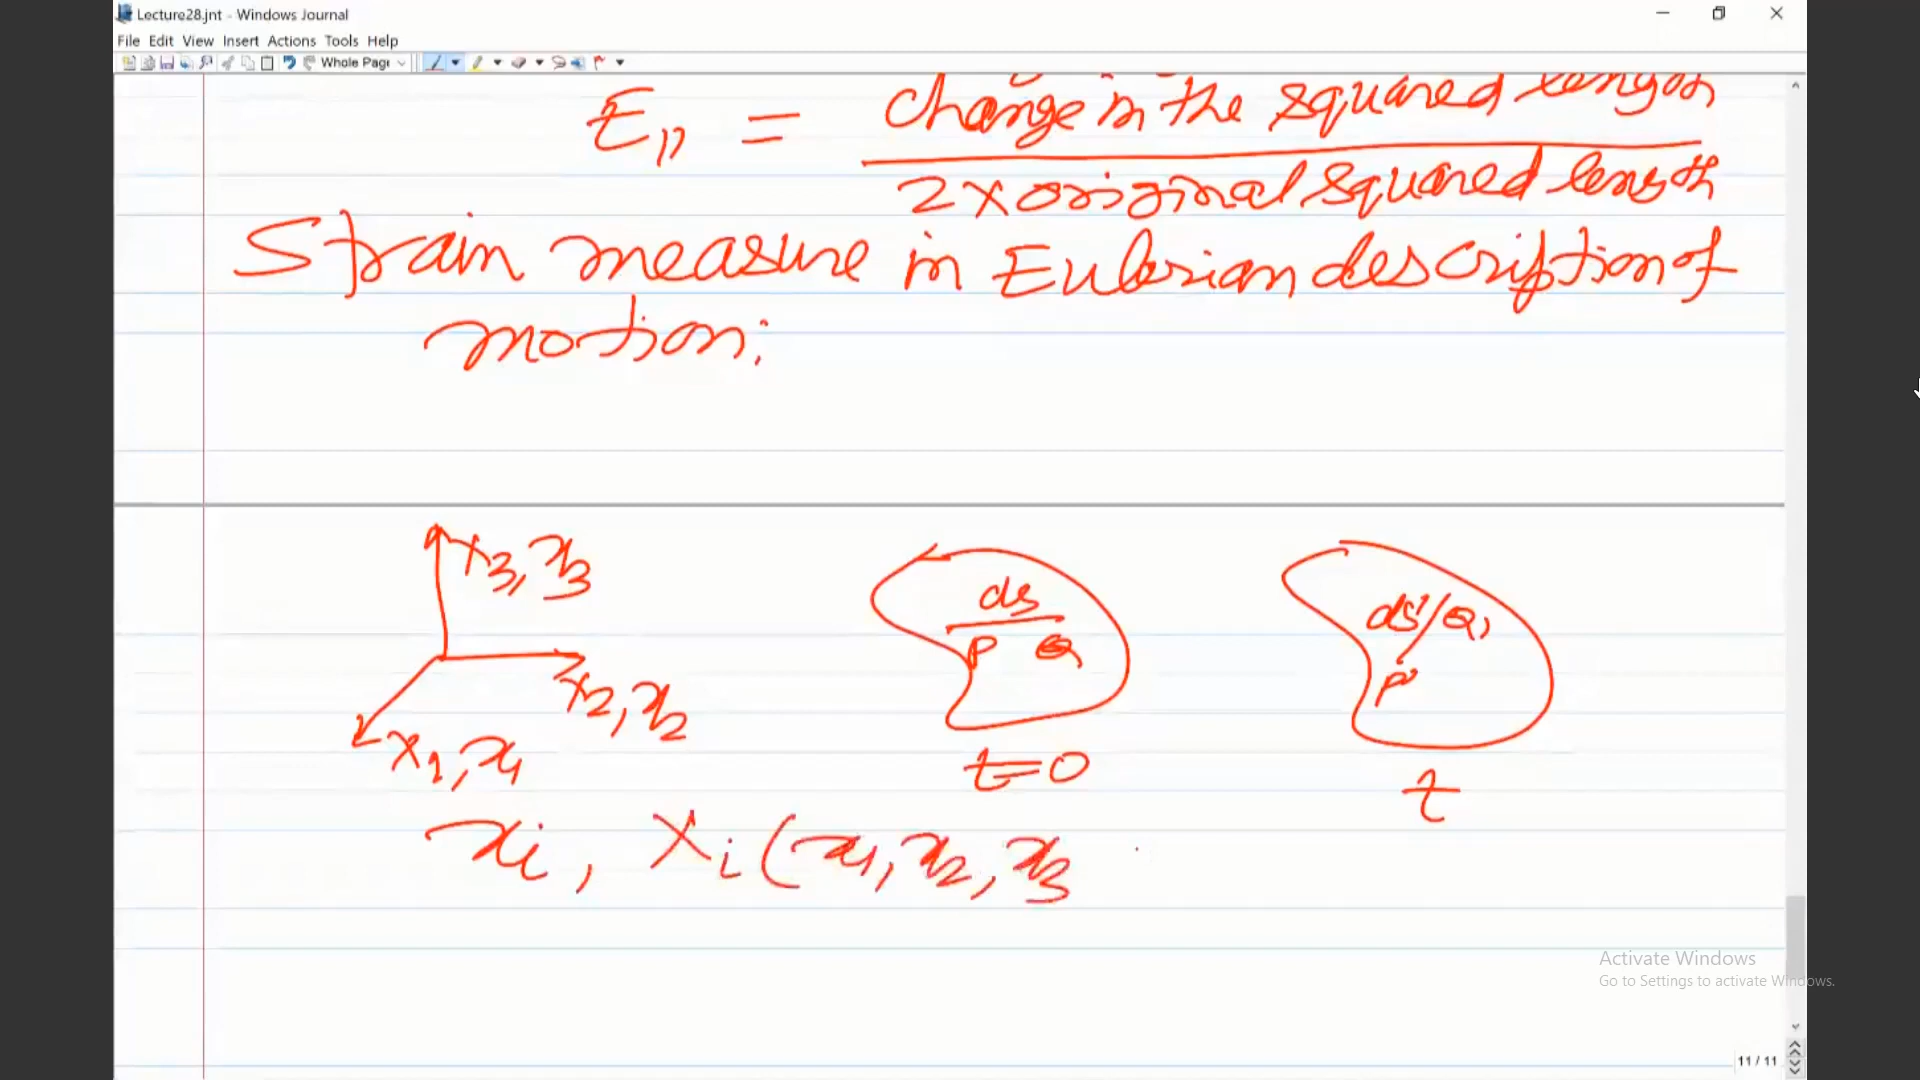 Lecture28.jnt - Windows Journal
File Edit View Insert Actions Tools Help
Whole Page
E11 = Change in the squared length
2 x original squared length
Strain measure in Eulerian description of
motion:
X3, x3
X2, x2
X1, x1
ds
P Q
t=0
ds' Q'
P'
t
xi, Xi (x1, x2, x3
Activate Windows
Go to Settings to activate Windows.
11 / 11